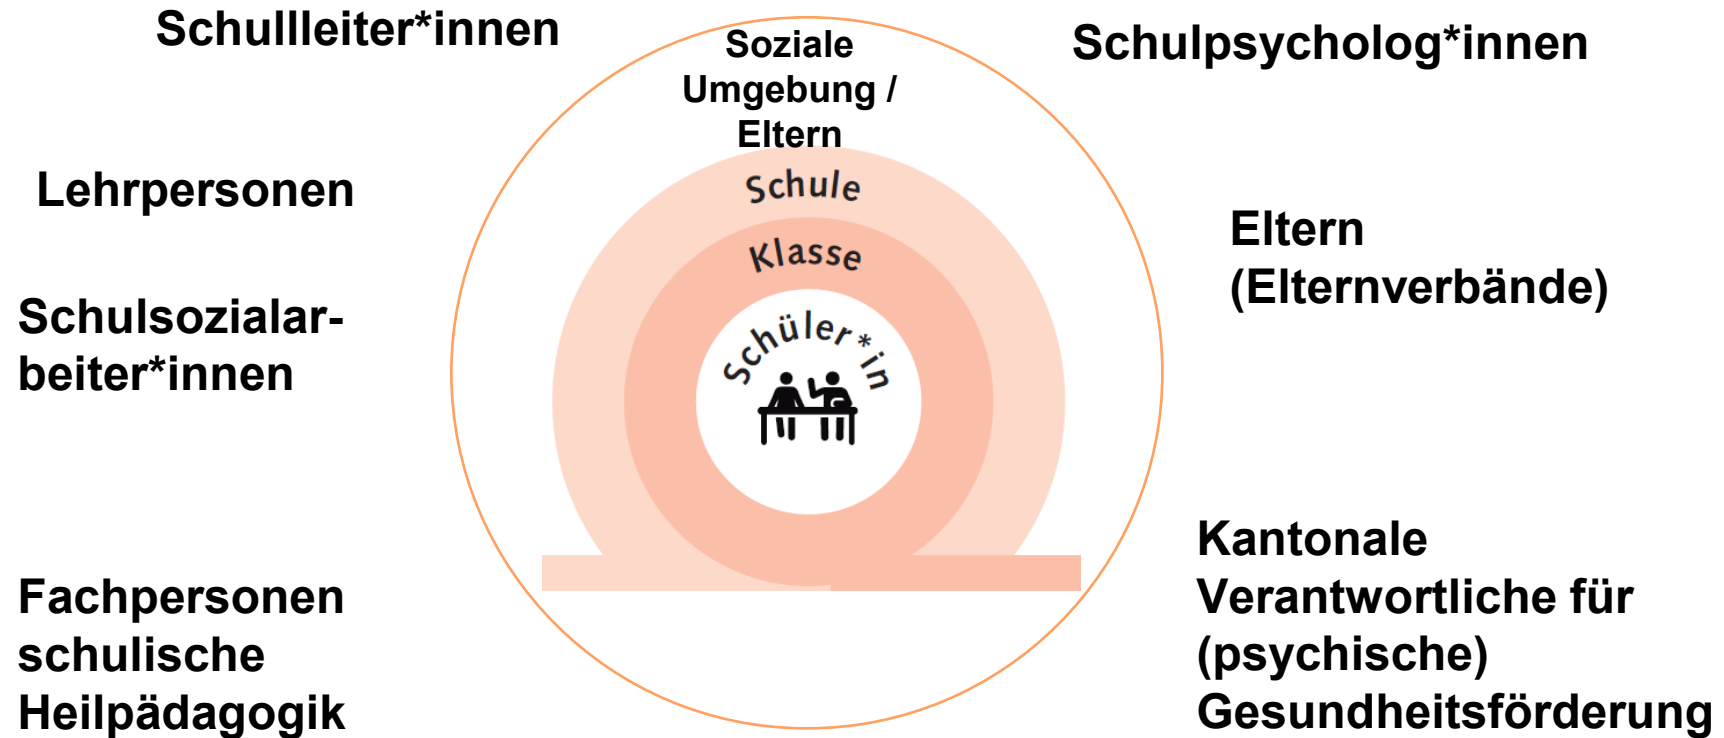 Schullleiter*innen
Soziale
Umgebung /
Eltern
Schulpsycholog*innen
Lehrpersonen
Schule
Klasse
Schüler*in
Eltern
(Elternverbände)
Schulsozialar-
beiter*innen
Fachpersonen
schulische
Heilpädagogik
Kantonale
Verantwortliche für
(psychische)
Gesundheitsförderung